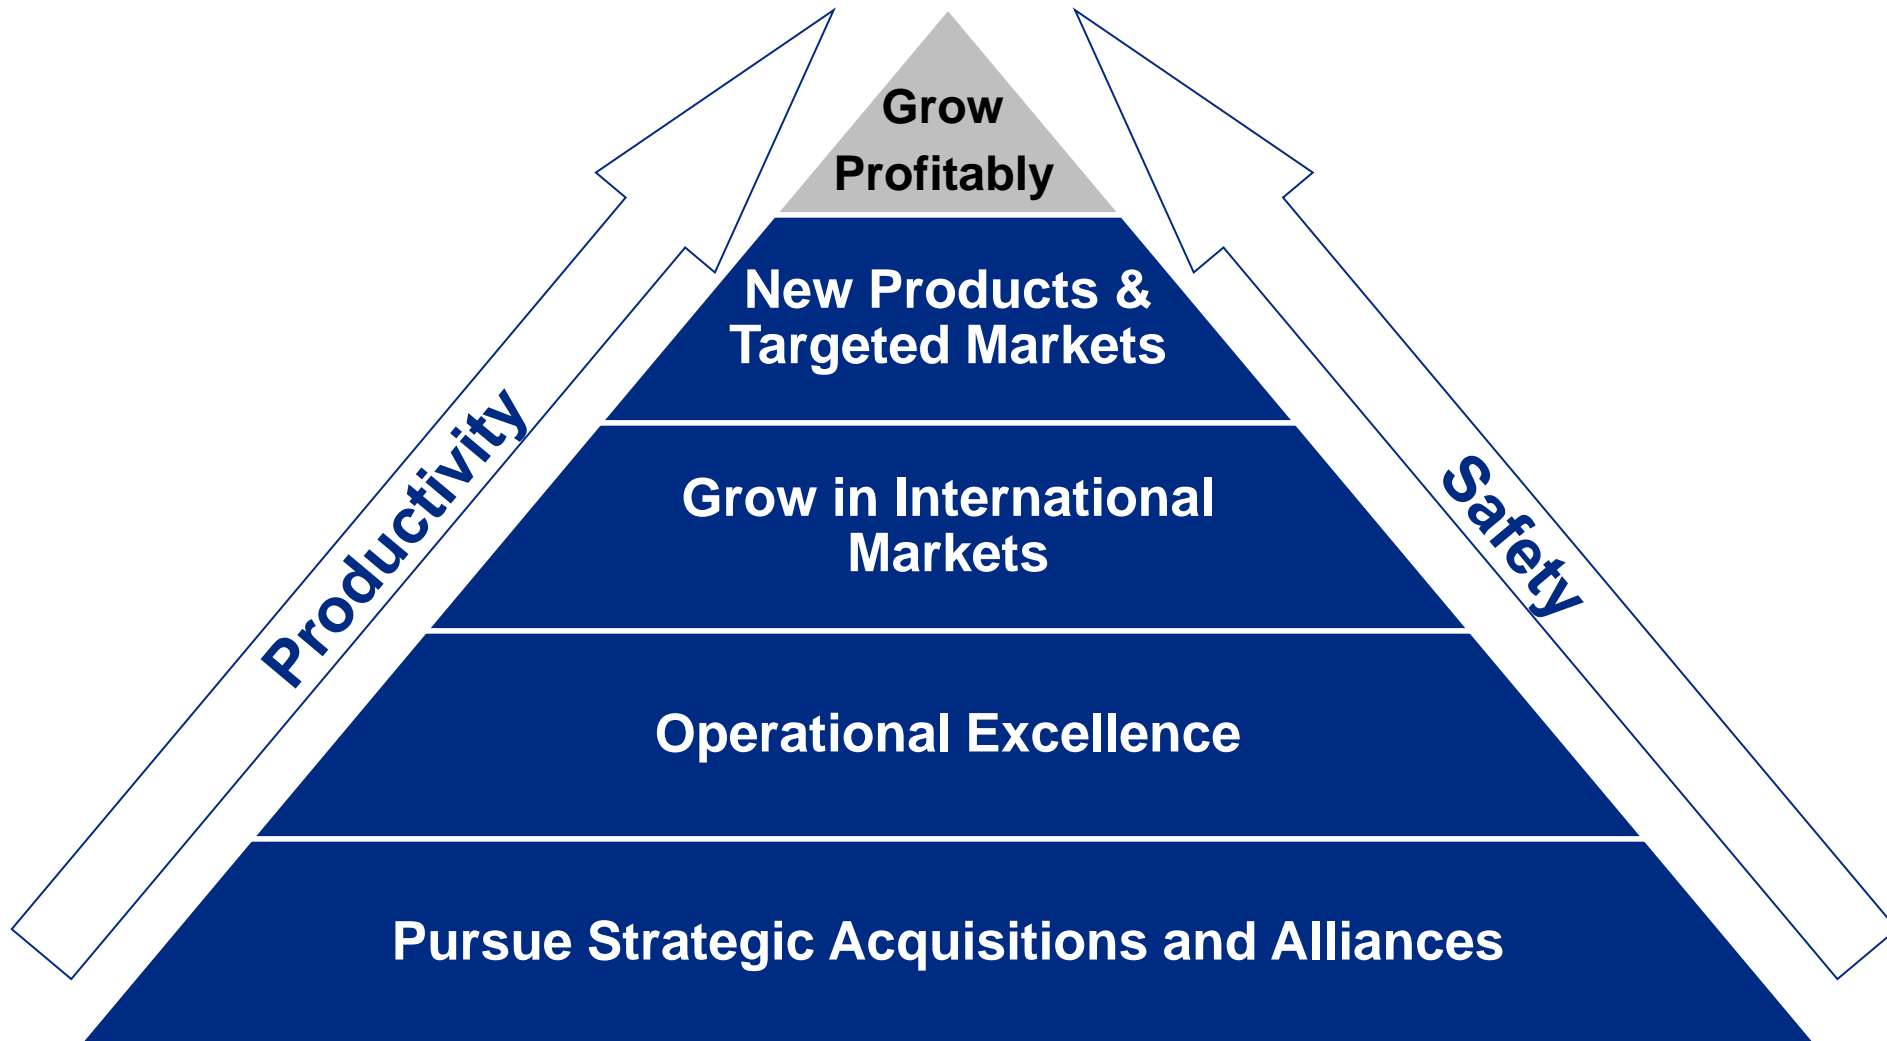 Grow
Profitably
New Products &
Targeted Markets
Grow in International
Markets
Operational Excellence
Pursue Strategic Acquisitions and Alliances
Productivity
Safety